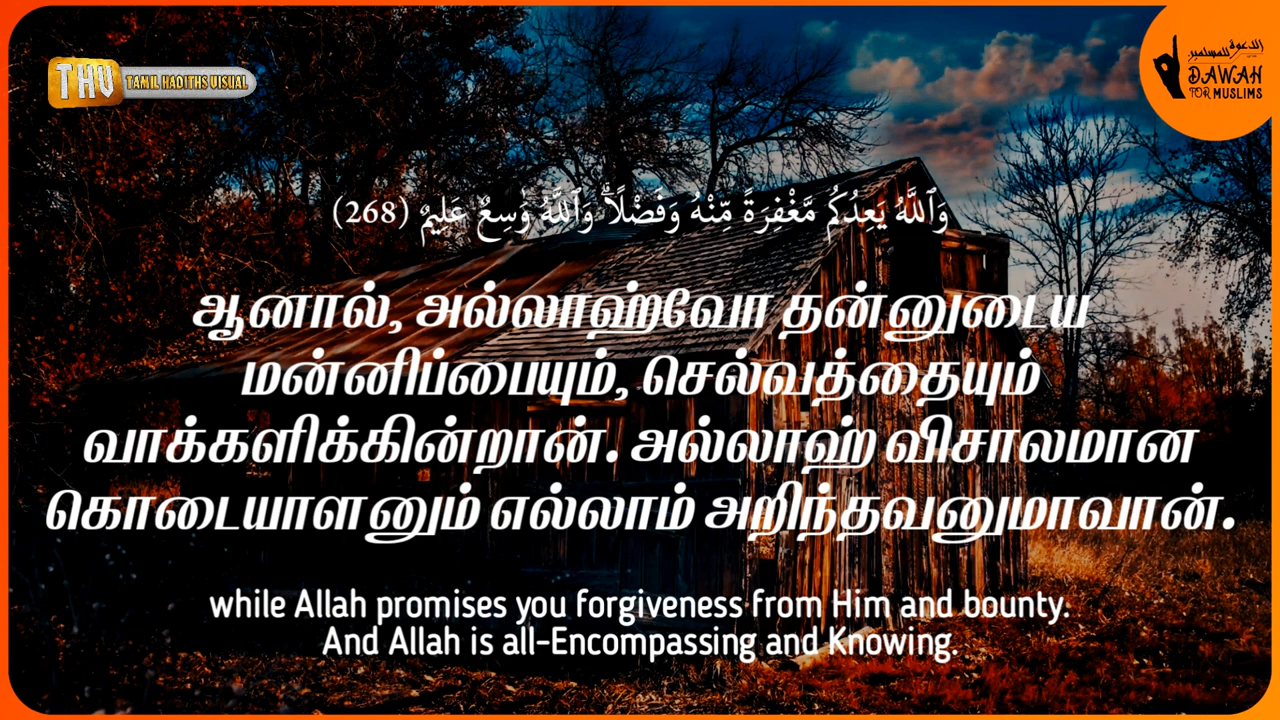 THV TAMIL HADITHS VISUAL
الدعوة للمسلمين
DAWAH
FOR MUSLIMS
وَٱللَّهُ يَعِدُكُم مَّغْفِرَةً مِّنْهُ وَفَضْلًاۗ وَٱللَّهُ وَٰسِعٌ عَلِيمٌ (268)
ஆனால், அல்லாஹ்வோ தன்னுடைய
மன்னிப்பையும், செல்வத்தையும்
வாக்களிக்கின்றான். அல்லாஹ் விசாலமான
கொடையாளனும் எல்லாம் அறிந்தவனுமாவான்.
while Allah promises you forgiveness from Him and bounty.
And Allah is all-Encompassing and Knowing.